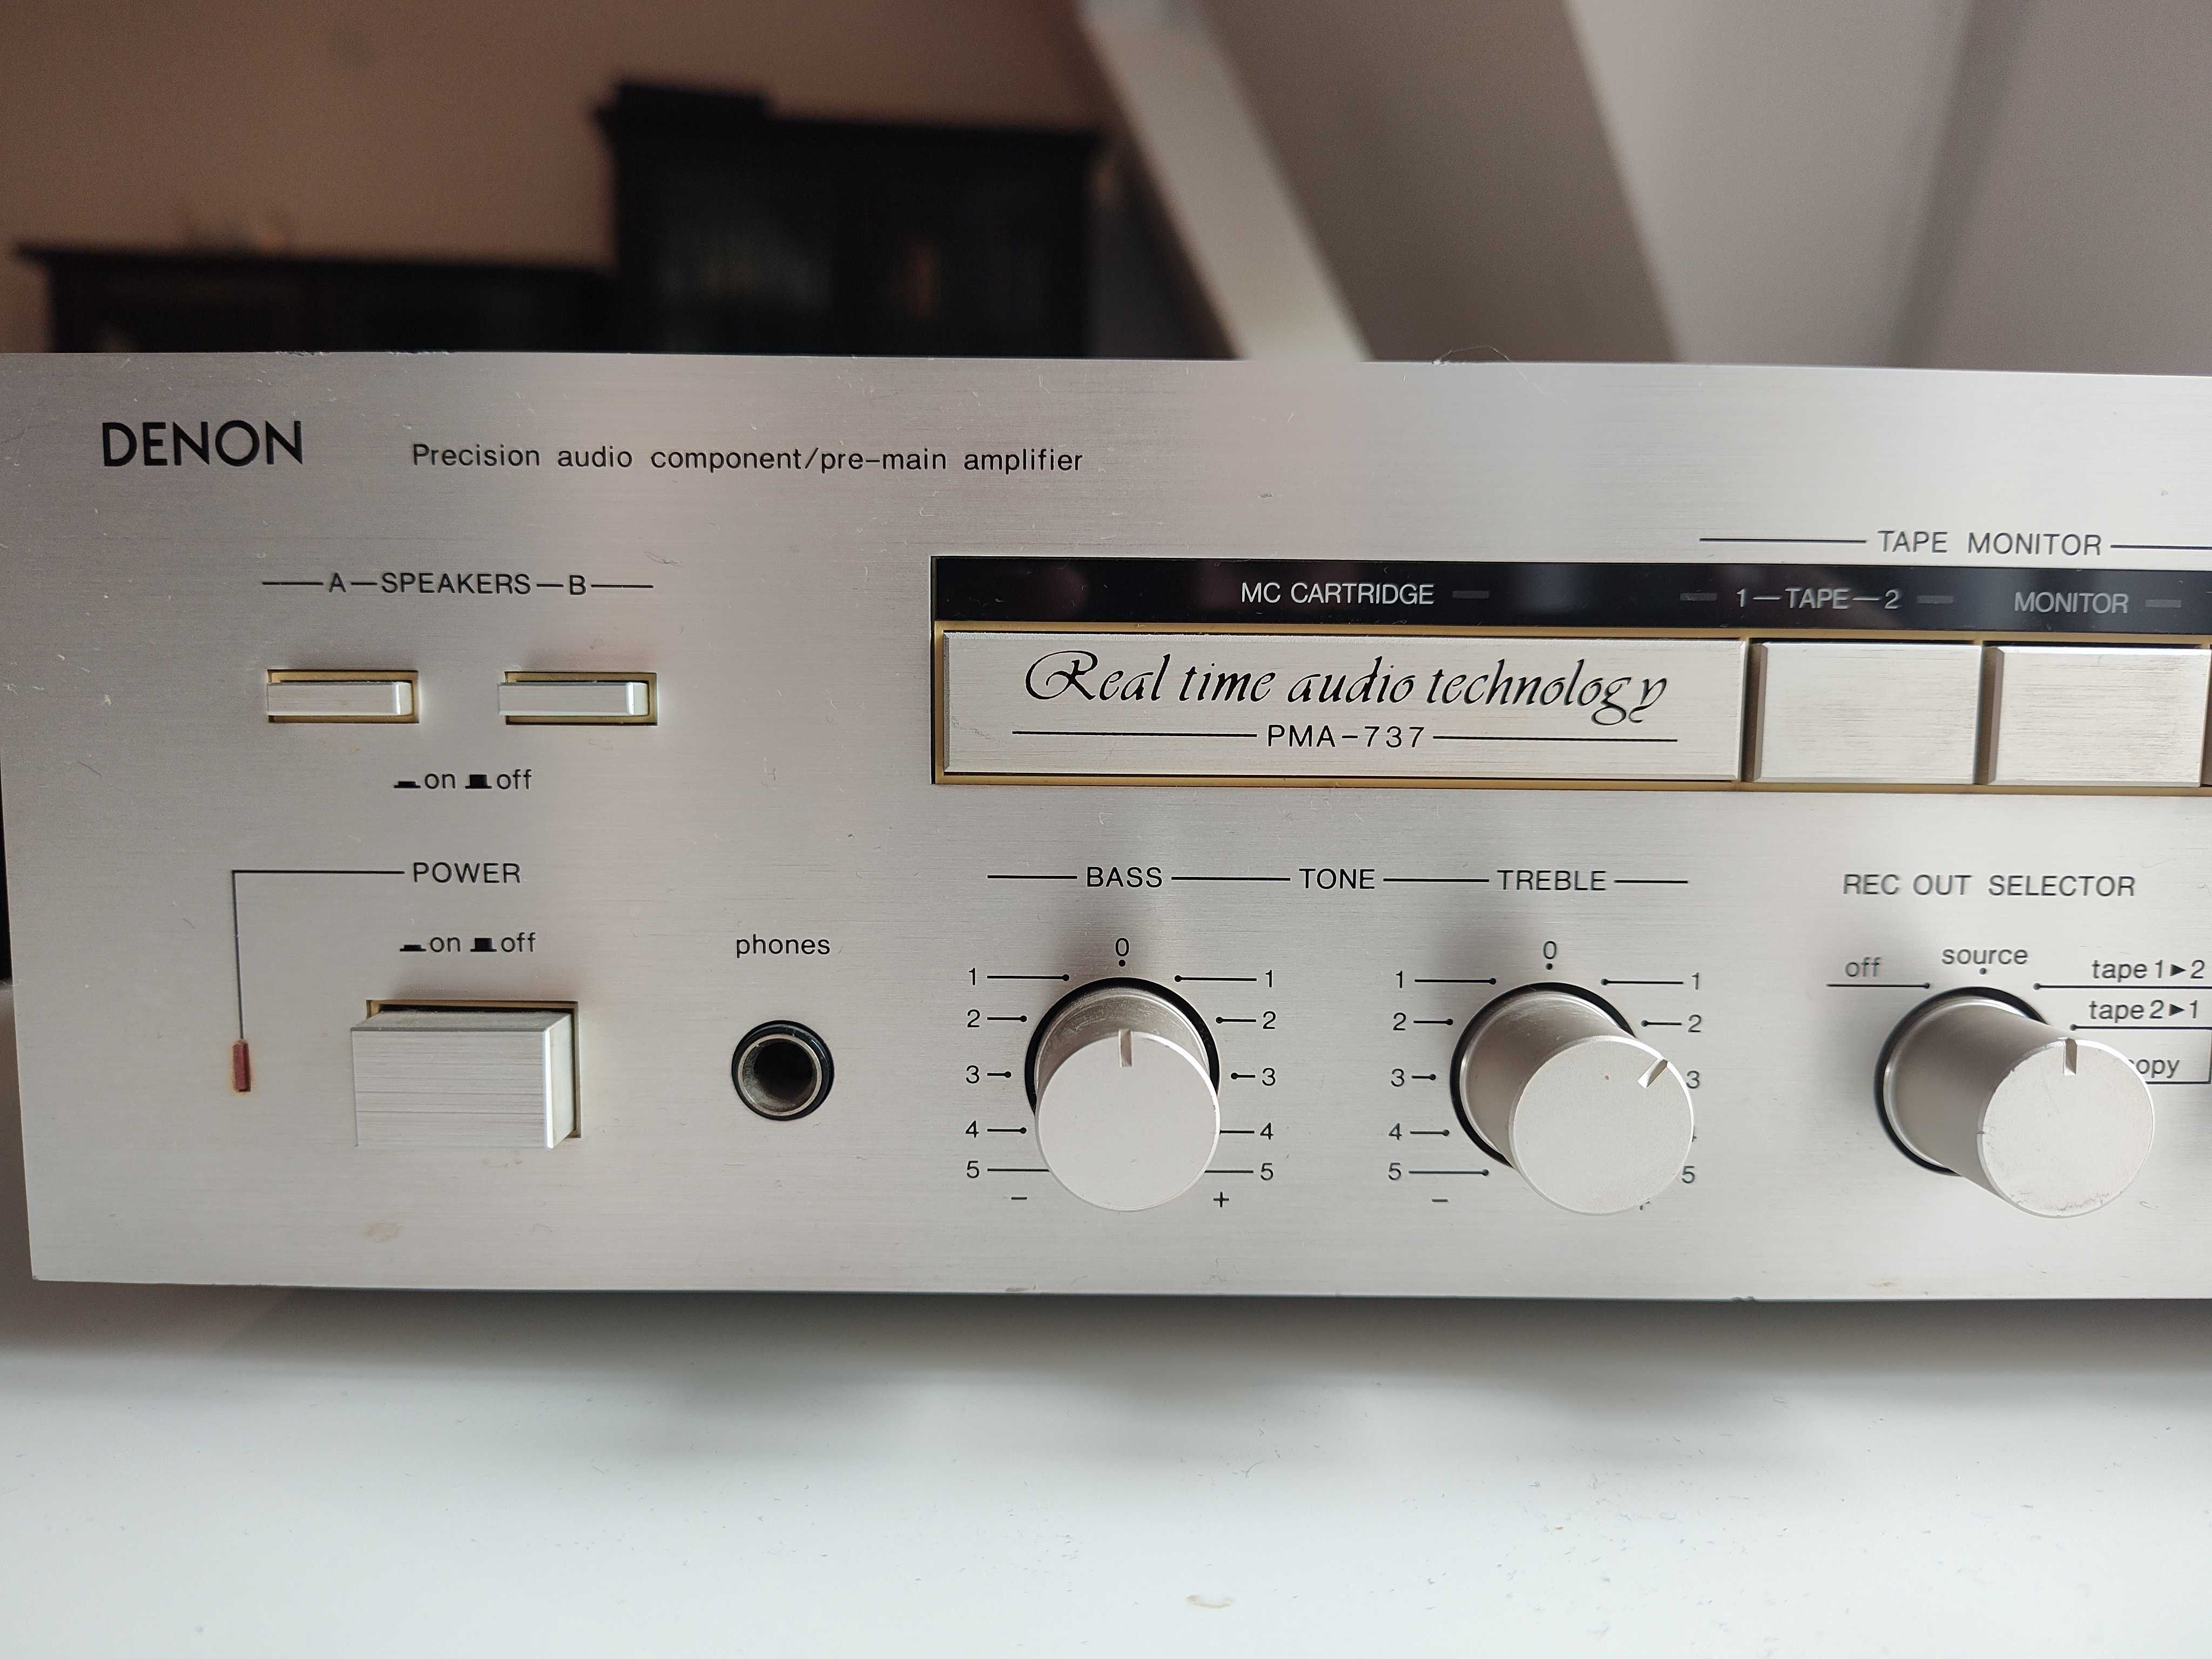 DENON
Precision audio component/pre-main amplifier
A SPEAKERS B
on off
POWER
on off
phones
TAPE MONITOR
MC CARTRIDGE
1 TAPE 2
MONITOR
Real time audio technology
PMA-737
BASS TONE TREBLE
0
1 1
2 2
3 3
4 4
5 5
- +
0
1 1
2 2
3 3
4
5 5
-
REC OUT SELECTOR
off
source
tape 1►2
tape 2►1